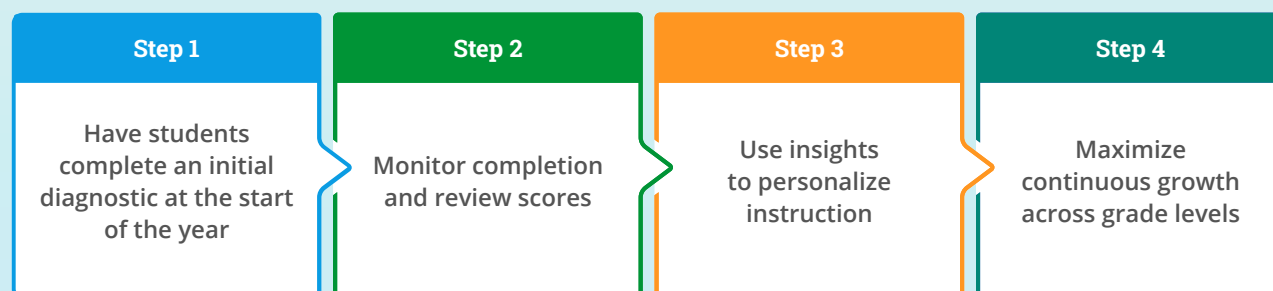 Step 1
Have students
complete an initial
diagnostic at the start
of the year
Step 2
Monitor completion
and review scores
Step 3
Use insights
to personalize
instruction
Step 4
Maximize
continuous growth
across grade levels